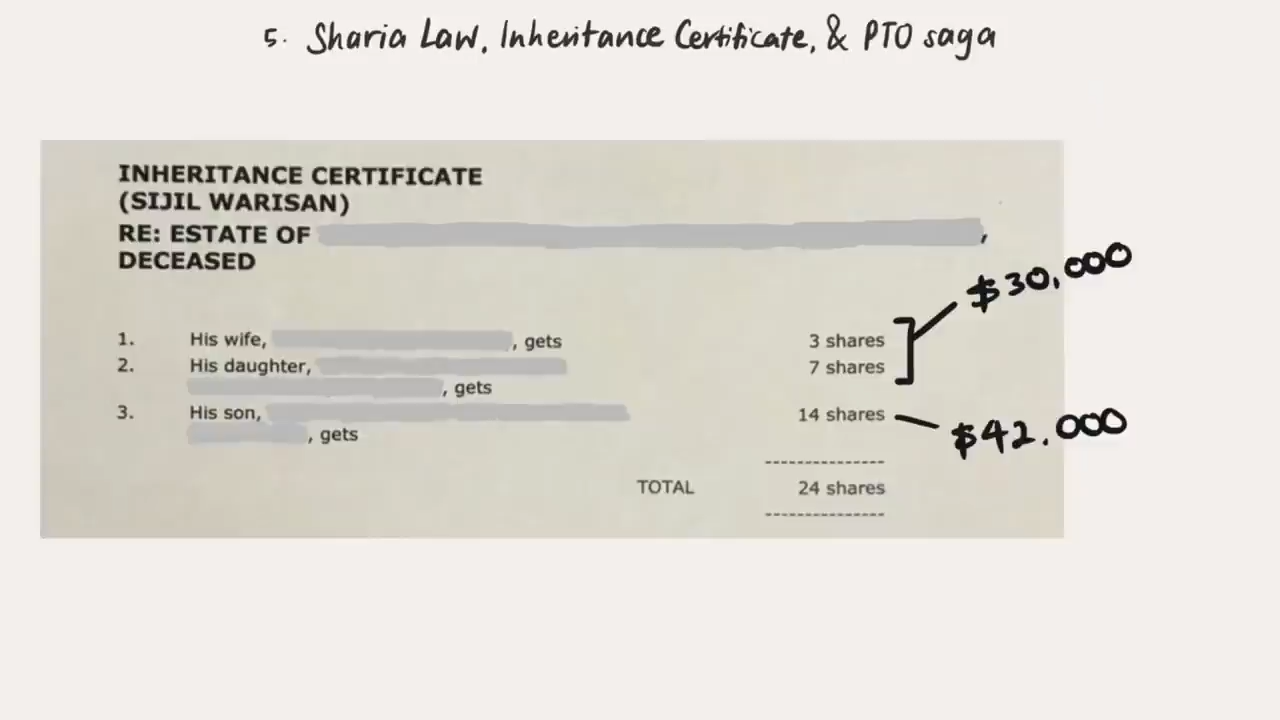 5. Sharia Law, Inheritance Certificate, & PTO saga
INHERITANCE CERTIFICATE
(SIJIL WARISAN)
RE: ESTATE OF ,
DECEASED
$30,000
1. His wife, , gets 3 shares
2. His daughter, 7 shares
, gets
3. His son, 14 shares
$42.000
, gets
TOTAL 24 shares